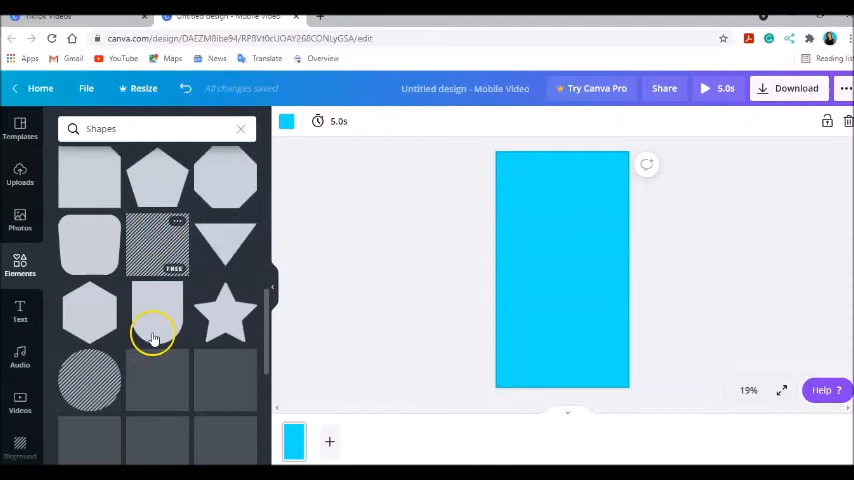 TikTok Videos
Untitled design - Mobile Video
canva.com/design/DAEZM8ibe94/RP8Vt0cUOAY268CONLyGSA/edit
Apps
Gmail
YouTube
Maps
News
Translate
Overview
Reading list
Home
File
Resize
All changes saved
Untitled design - Mobile Video
Try Canva Pro
Share
5.0s
Download
Templates
Uploads
Photos
Elements
Text
Audio
Videos
Bkground
Shapes
FREE
5.0s
19%
Help ?